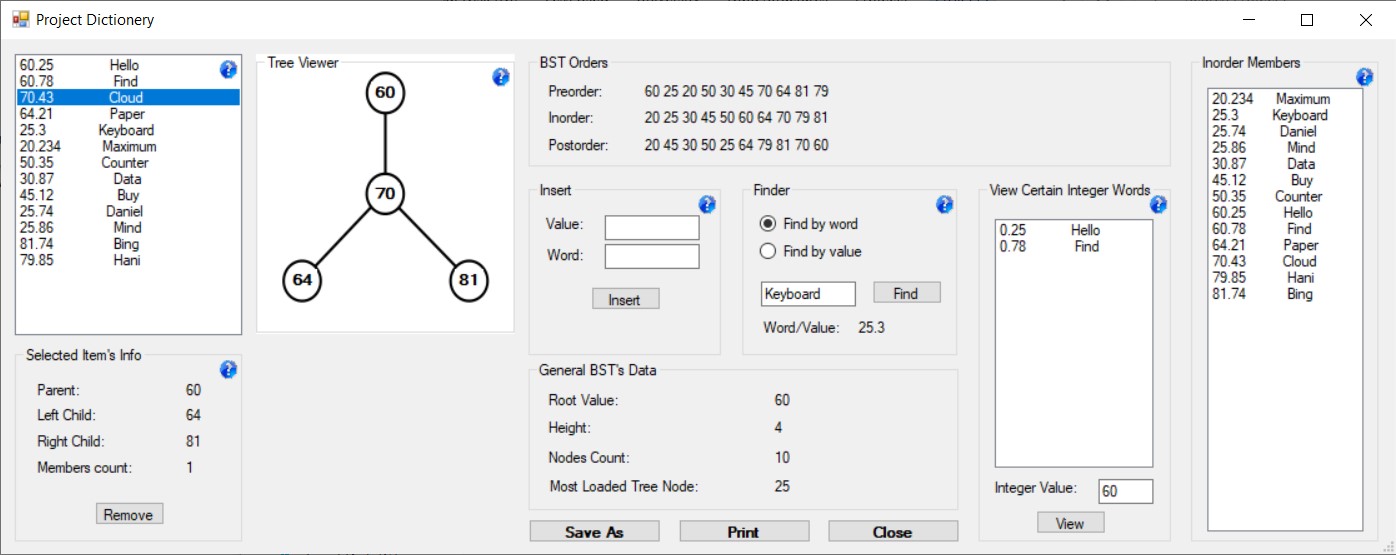 Project Dictionary
60.25 Hello
60.78 Find
70.43 Cloud
64.21 Paper
25.3 Keyboard
20.234 Maximum
50.35 Counter
30.87 Data
45.12 Buy
25.74 Daniel
25.86 Mind
81.74 Bing
79.85 Hani
Selected Item's Info
Parent: 60
Left Child: 64
Right Child: 81
Members count: 1
Remove
Tree Viewer
60
70
64 81
BST Orders
Preorder: 60 25 20 50 30 45 70 64 81 79
Inorder: 20 25 30 45 50 60 64 70 79 81
Postorder: 20 45 30 50 25 64 79 81 70 60
Insert
Value:
Word:
Insert
Finder
Find by word
Find by value
Keyboard Find
Word/Value: 25.3
General BST's Data
Root Value: 60
Height: 4
Nodes Count: 10
Most Loaded Tree Node: 25
Save As Print Close
View Certain Integer Words
0.25 Hello
0.78 Find
Integer Value: 60
View
Inorder Members
20.234 Maximum
25.3 Keyboard
25.74 Daniel
25.86 Mind
30.87 Data
45.12 Buy
50.35 Counter
60.25 Hello
60.78 Find
64.21 Paper
70.43 Cloud
79.85 Hani
81.74 Bing